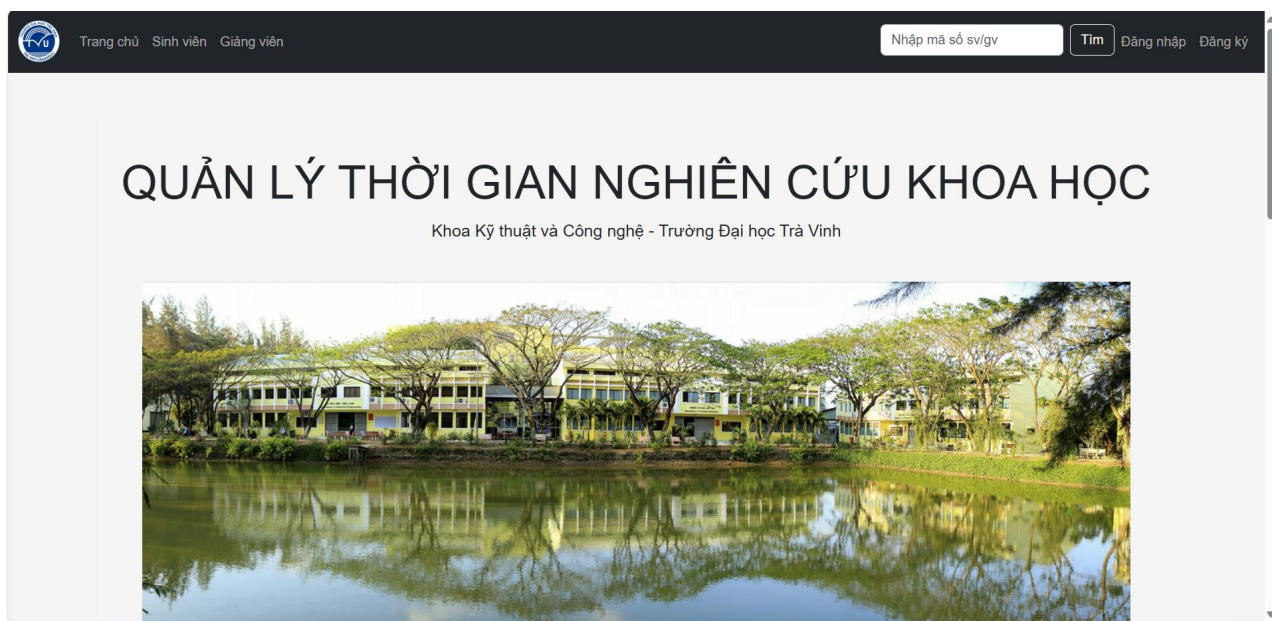 TVU
Trang chủ Sinh viên Giảng viên
Nhập mã số sv/gv Tìm Đăng nhập Đăng ký
QUẢN LÝ THỜI GIAN NGHIÊN CỨU KHOA HỌC
Khoa Kỹ thuật và Công nghệ - Trường Đại học Trà Vinh